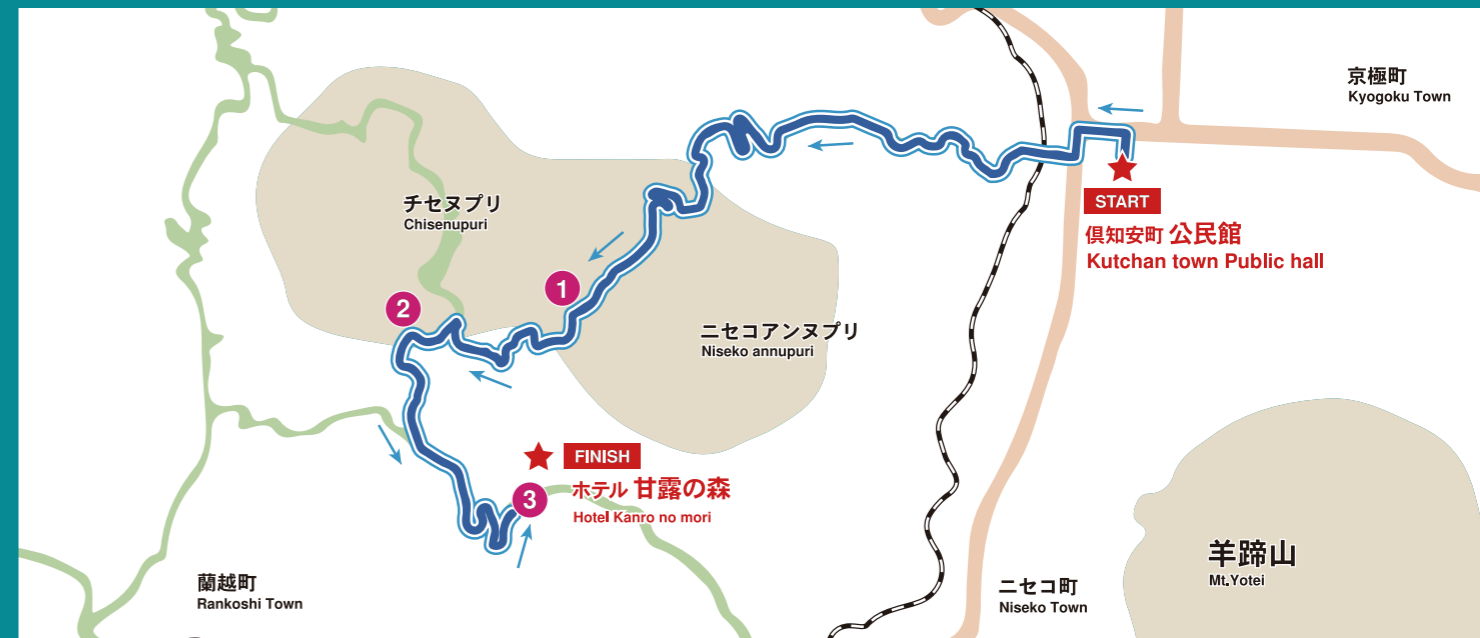 京極町
Kyogoku Town
START
倶知安町 公民館
Kutchan town Public hall
チセヌプリ
Chisenupuri
1
2
ニセコアンヌプリ
Niseko annupuri
FINISH
3
ホテル 甘露の森
Hotel Kanro no mori
羊蹄山
Mt.Yotei
蘭越町
Rankoshi Town
ニセコ町
Niseko Town